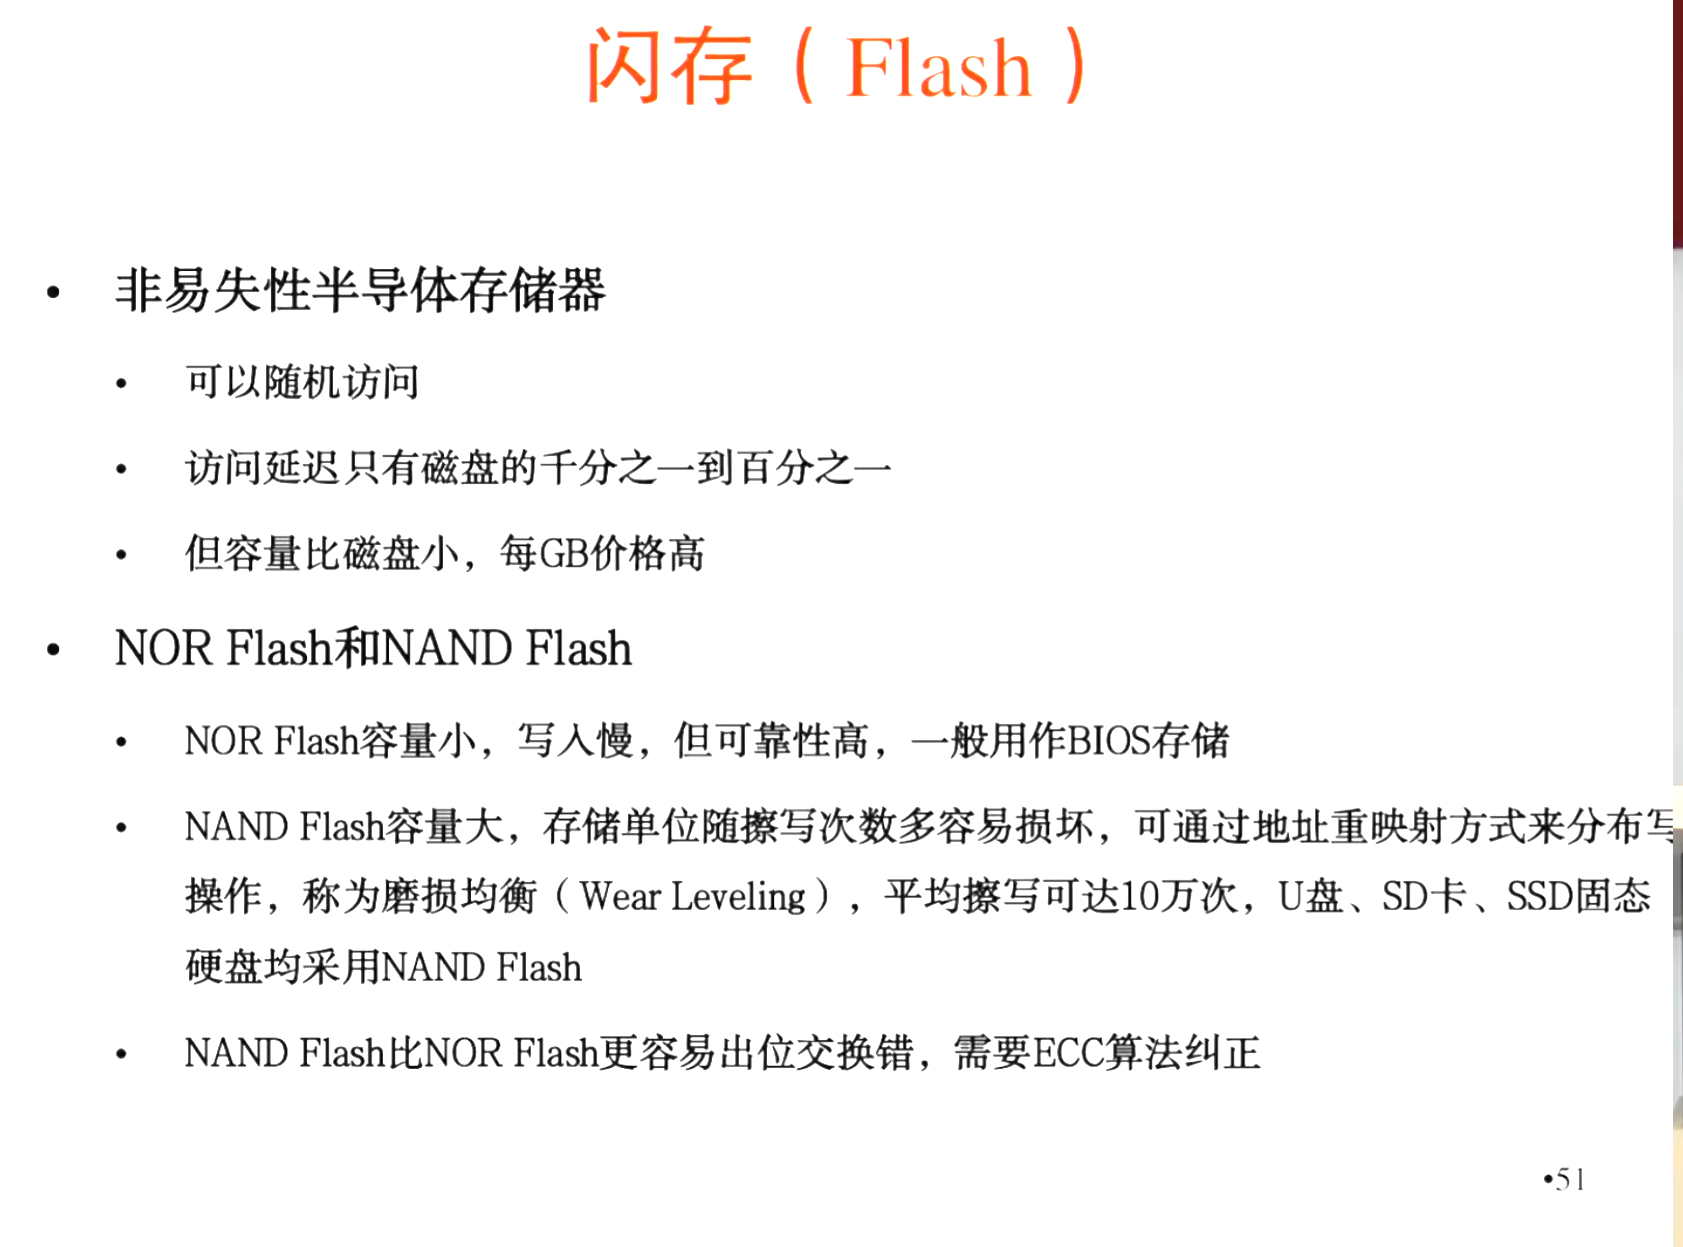 闪存（Flash）
• 非易失性半导体存储器
• 可以随机访问
• 访问延迟只有磁盘的千分之一到百分之一
• 但容量比磁盘小，每GB价格高
• NOR Flash和NAND Flash
• NOR Flash容量小，写入慢，但可靠性高，一般用作BIOS存储
• NAND Flash容量大，存储单位随擦写次数多容易损坏，可通过地址重映射方式来分布写
操作，称为磨损均衡（Wear Leveling），平均擦写可达10万次，U盘、SD卡、SSD固态
硬盘均采用NAND Flash
• NAND Flash比NOR Flash更容易出位交换错，需要ECC算法纠正
•51